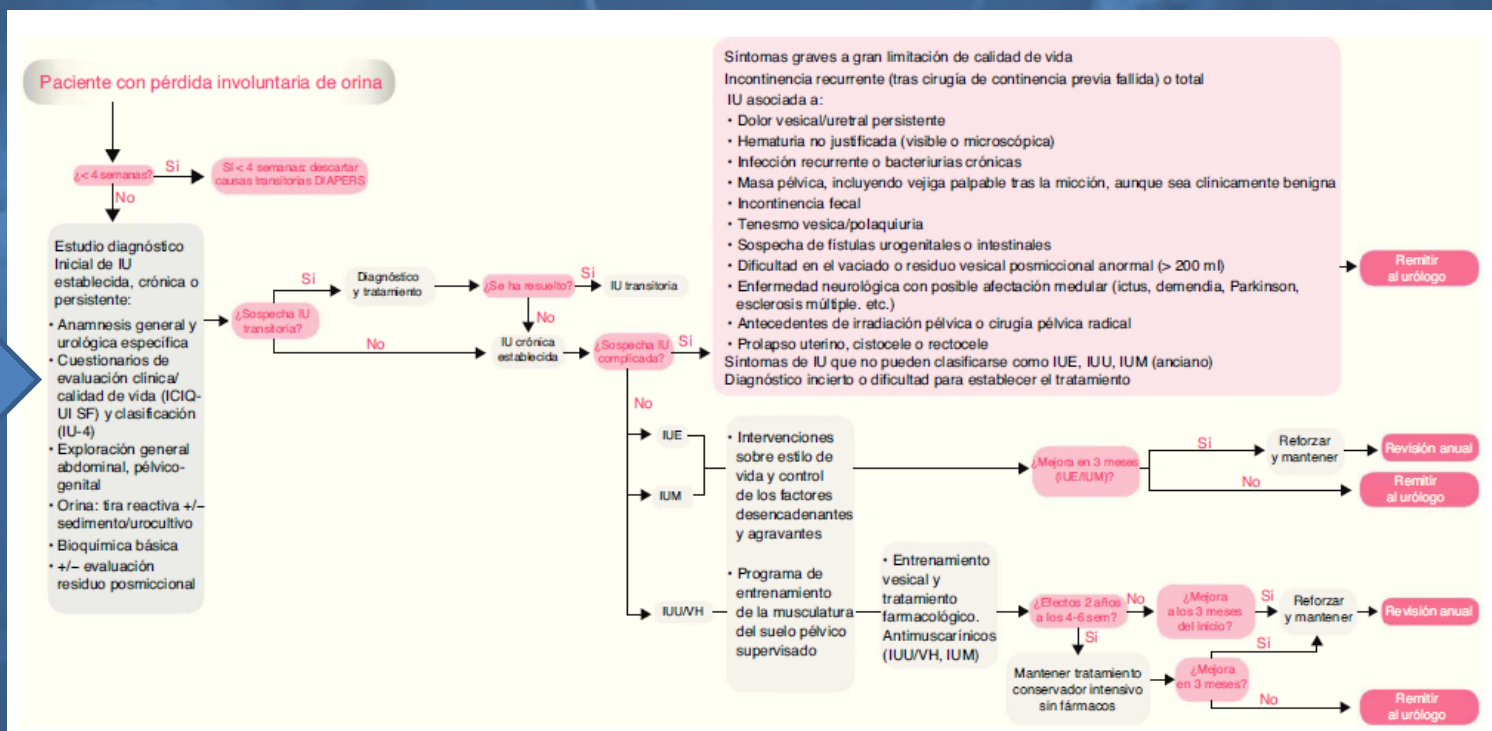 Paciente con pérdida involuntaria de orina
¿< 4 semanas?
Sí
Sí < 4 semanas: descartar
causas transitorias DIAPERS
No
Estudio diagnóstico
Inicial de IU
establecida, crónica o
persistente:
• Anamnesis general y
urológica específica
• Cuestionarios de
evaluación clínica/
calidad de vida (ICIQ-
UI SF) y clasificación
(IU-4)
• Exploración general
abdominal, pélvico-
genital
• Orina: tira reactiva +/–
sedimento/urocultivo
• Bioquímica básica
• +/– evaluación
residuo posmiccional
¿Sospecha IU
transitoria?
Sí
Diagnóstico
y tratamiento
¿Se ha resuelto?
Sí
IU transitoria
No
No
IU crónica
establecida
¿Sospecha IU
complicada?
Sí
Síntomas graves a gran limitación de calidad de vida
Incontinencia recurrente (tras cirugía de continencia previa fallida) o total
IU asociada a:
• Dolor vesical/uretral persistente
• Hematuria no justificada (visible o microscópica)
• Infección recurrente o bacteriurias crónicas
• Masa pélvica, incluyendo vejiga palpable tras la micción, aunque sea clínicamente benigna
• Incontinencia fecal
• Tenesmo vesica/polaquiuria
• Sospecha de fístulas urogenitales o intestinales
• Dificultad en el vaciado o residuo vesical posmiccional anormal (> 200 ml)
• Enfermedad neurológica con posible afectación medular (ictus, demendia, Parkinson,
esclerosis múltiple. etc.)
• Antecedentes de irradiación pélvica o cirugía pélvica radical
• Prolapso uterino, cistocele o rectocele
Síntomas de IU que no pueden clasificarse como IUE, IUU, IUM (anciano)
Diagnóstico incierto o dificultad para establecer el tratamiento
Remitir
al urólogo
No
IUE
IUM
IUU/VH
• Intervenciones
sobre estilo de
vida y control
de los factores
desencadenantes
y agravantes
• Programa de
entrenamiento
de la musculatura
del suelo pélvico
supervisado
¿Mejora en 3 meses
(IUE/IUM)?
Sí
Reforzar
y mantener
Revisión anual
No
Remitir
al urólogo
• Entrenamiento
vesical y
tratamiento
farmacológico.
Antimuscarínicos
(IUU/VH, IUM)
¿Efectos 2 años
a los 4-6 sem?
No
¿Mejora
a los 3 meses
del inicio?
Sí
Reforzar
y mantener
Revisión anual
Sí
Mantener tratamiento
conservador intensivo
sin fármacos
¿Mejora
en 3 meses?
Sí
No
Remitir
al urólogo